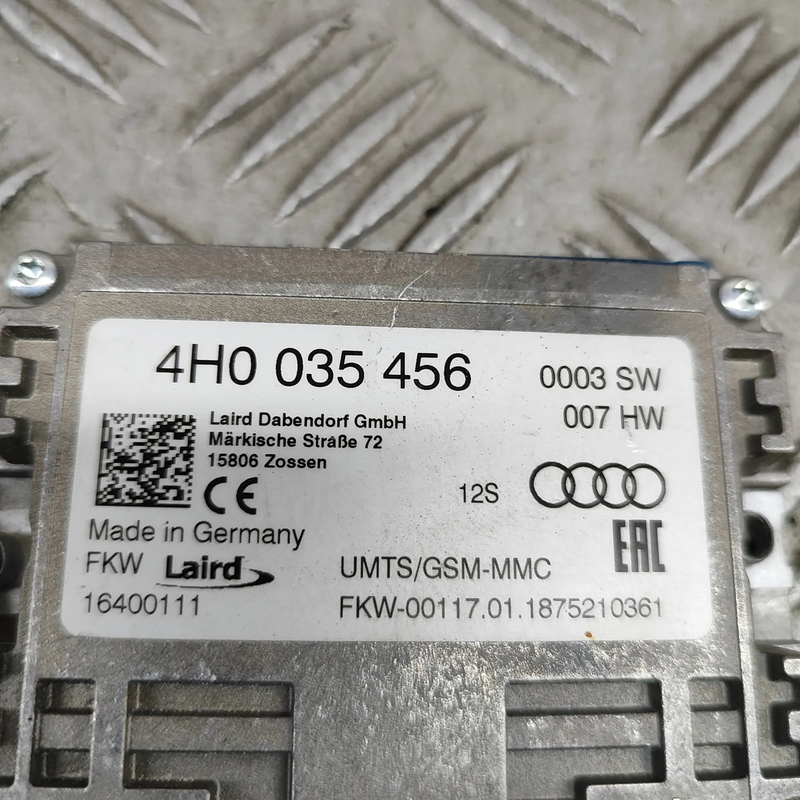 4H0 035 456
0003 SW
007 HW
Laird Dabendorf GmbH
Märkische Straße 72
15806 Zossen
CE
12S
Made in Germany
EAC
FKW Laird
UMTS/GSM-MMC
16400111
FKW-00117.01.1875210361